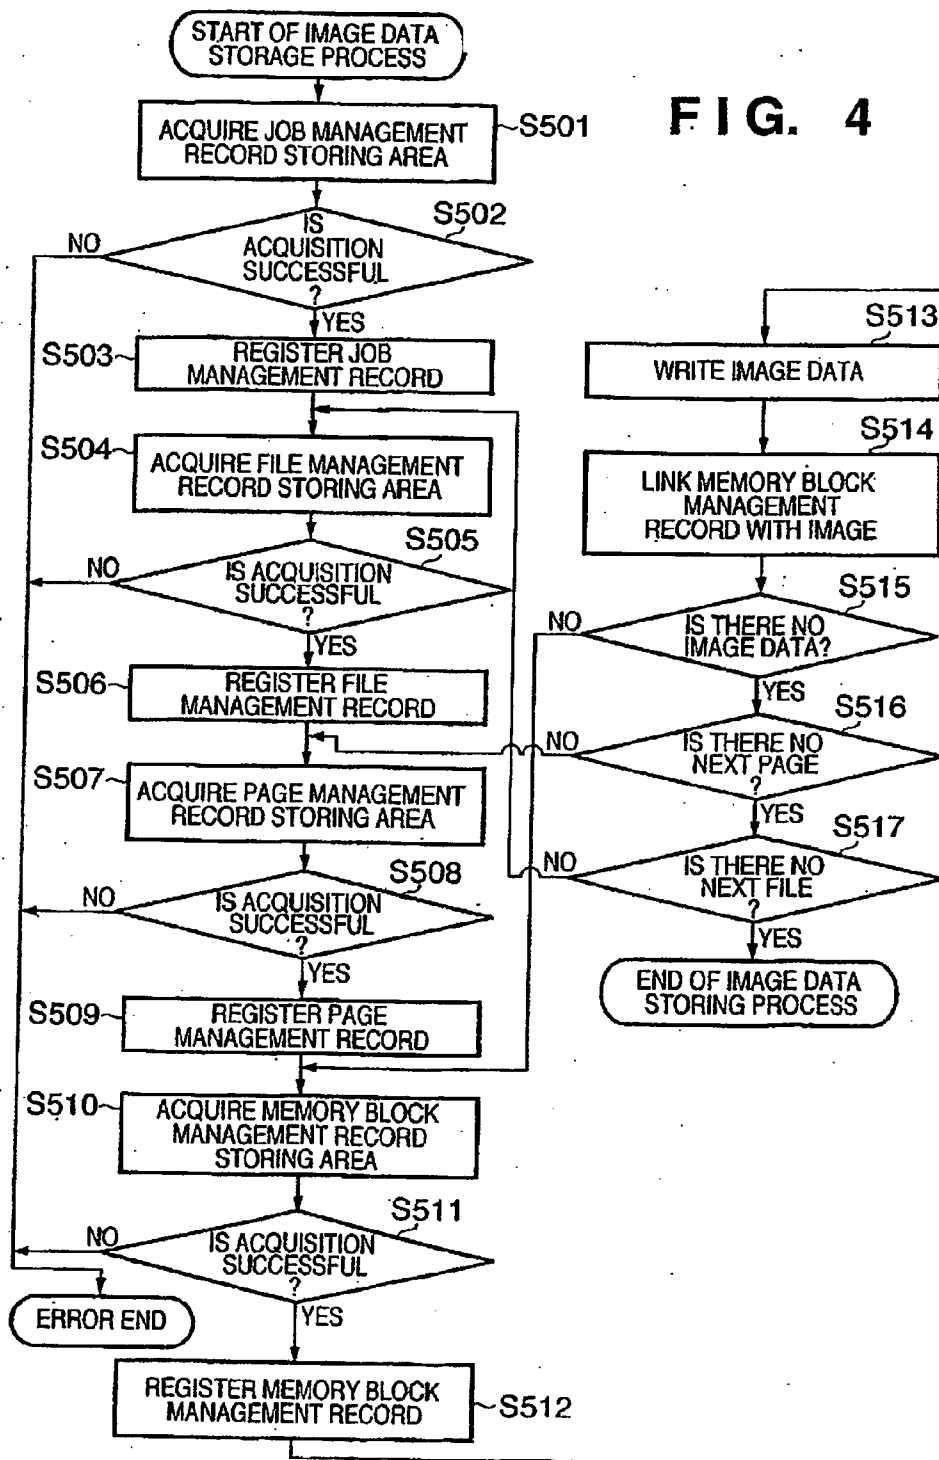 START OF IMAGE DATA
STORAGE PROCESS
FIG. 4
ACQUIRE JOB MANAGEMENT
RECORD STORING AREA
S501
S502
IS
ACQUISITION
SUCCESSFUL
?
NO
YES
S503
REGISTER JOB
MANAGEMENT RECORD
S504
ACQUIRE FILE MANAGEMENT
RECORD STORING AREA
S505
IS ACQUISITION
SUCCESSFUL
?
NO
YES
S506
REGISTER FILE
MANAGEMENT RECORD
S507
ACQUIRE PAGE MANAGEMENT
RECORD STORING AREA
S508
IS ACQUISITION
SUCCESSFUL
?
NO
YES
S509
REGISTER PAGE
MANAGEMENT RECORD
S510
ACQUIRE MEMORY BLOCK
MANAGEMENT RECORD
STORING AREA
S511
IS ACQUISITION
SUCCESSFUL
?
NO
YES
ERROR END
REGISTER MEMORY BLOCK
MANAGEMENT RECORD
S512
S513
WRITE IMAGE DATA
S514
LINK MEMORY BLOCK
MANAGEMENT
RECORD WITH IMAGE
S515
IS THERE NO
IMAGE DATA?
NO
YES
S516
IS THERE NO
NEXT PAGE
?
NO
YES
S517
IS THERE NO
NEXT FILE
?
NO
YES
END OF IMAGE DATA
STORING PROCESS